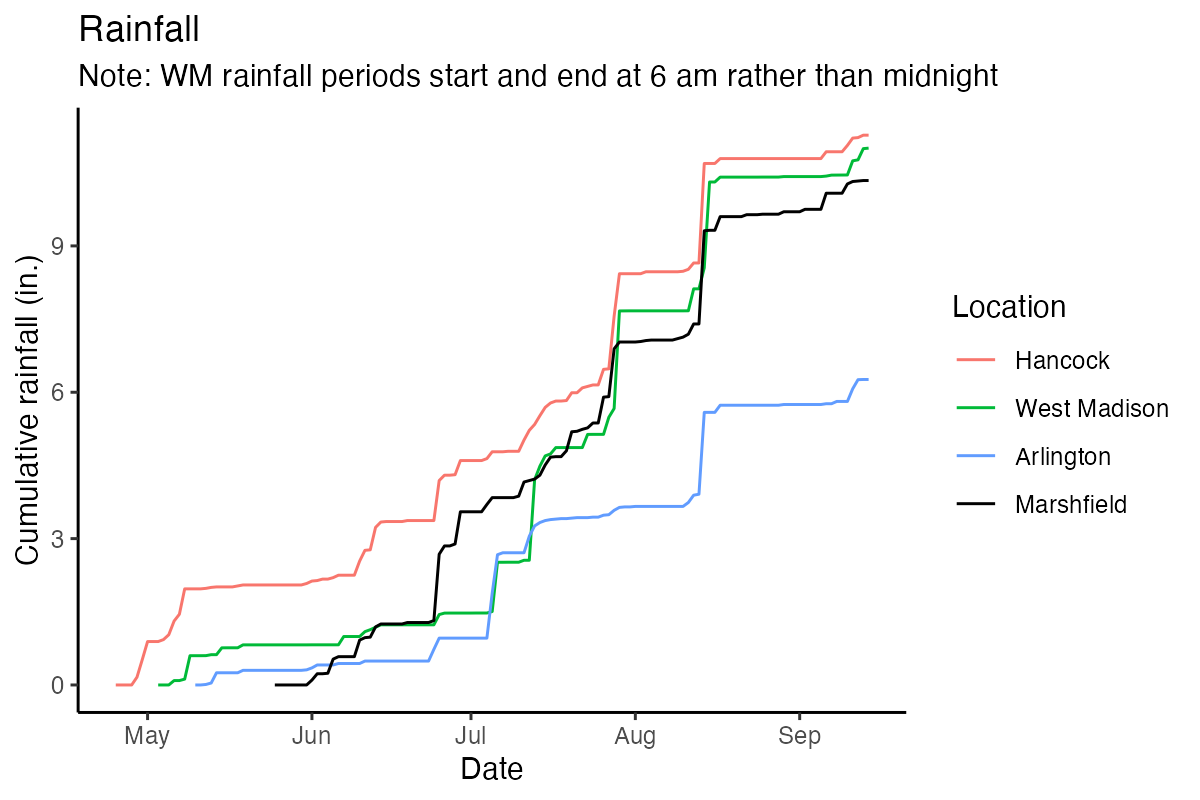 Rainfall
Note: WM rainfall periods start and end at 6 am rather than midnight
Cumulative rainfall (in.)
9
6
3
0
May Jun Jul Aug Sep
Date
Location
Hancock
West Madison
Arlington
Marshfield